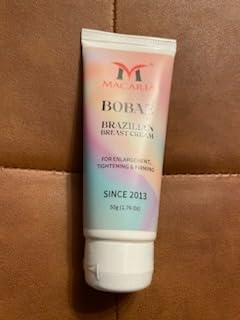 MACARIA
BOBAE
BRAZILIAN
BREAST CREAM
FOR ENLARGEMENT,
TIGHTENING & FIRMING
SINCE 2013
50g (1.76 Oz)